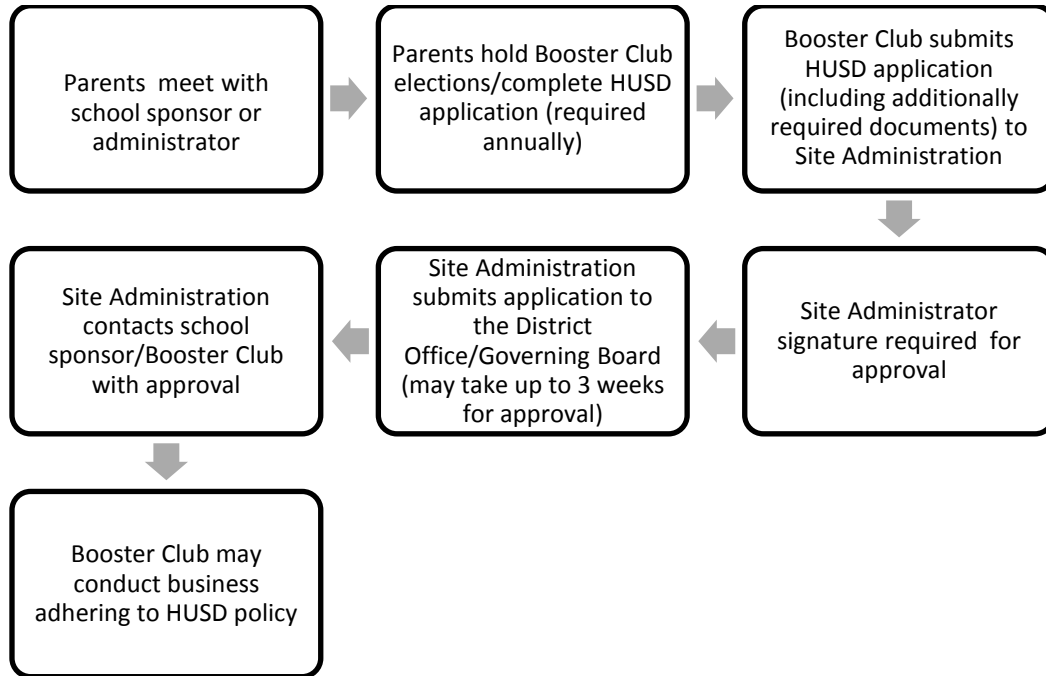 Parents meet with
school sponsor or
administrator
Parents hold Booster Club
elections/complete HUSD
application (required
annually)
Booster Club submits
HUSD application
(including additionally
required documents) to
Site Administration
Site Administrator
signature required for
approval
Site Administration
submits application to
the District
Office/Governing Board
(may take up to 3 weeks
for approval)
Site Administration
contacts school
sponsor/Booster Club
with approval
Booster Club may
conduct business
adhering to HUSD policy